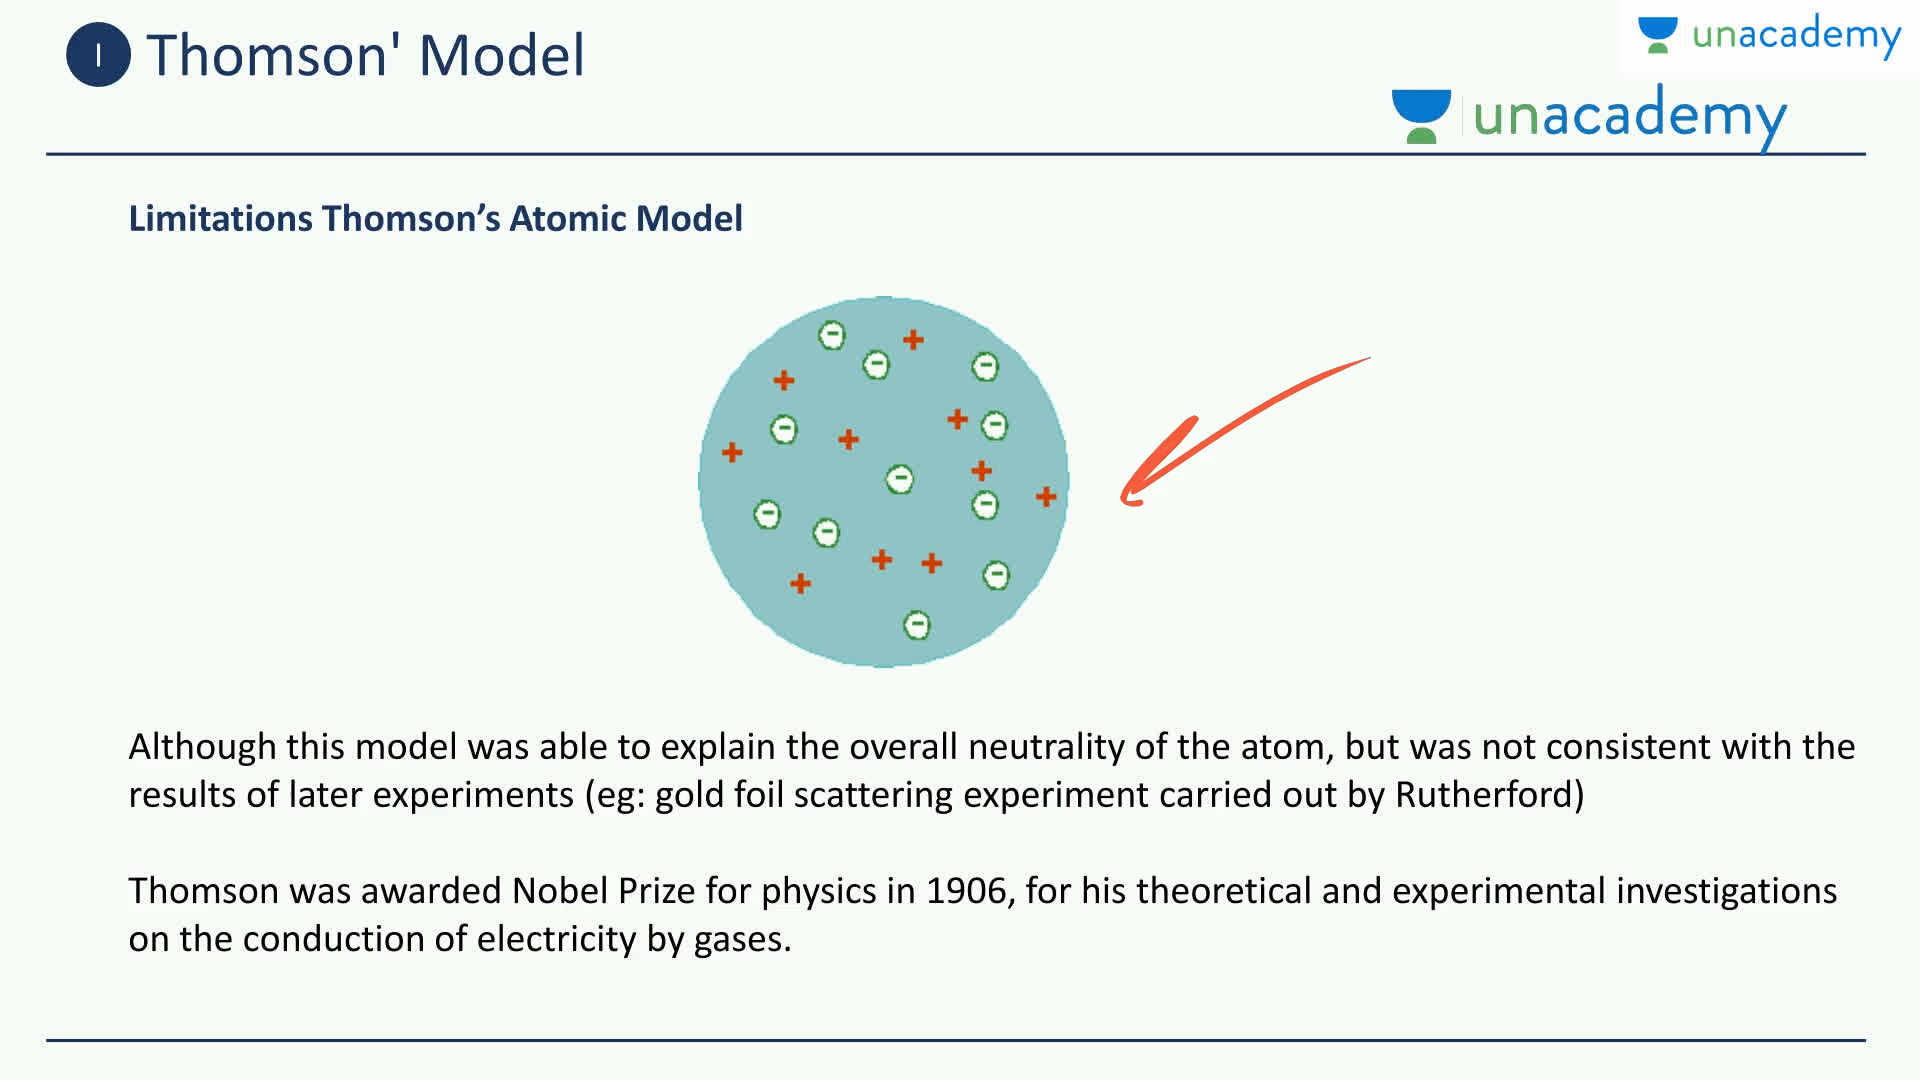 I Thomson' Model
unacademy
unacademy
Limitations Thomson’s Atomic Model
Although this model was able to explain the overall neutrality of the atom, but was not consistent with the
results of later experiments (eg: gold foil scattering experiment carried out by Rutherford)
Thomson was awarded Nobel Prize for physics in 1906, for his theoretical and experimental investigations
on the conduction of electricity by gases.